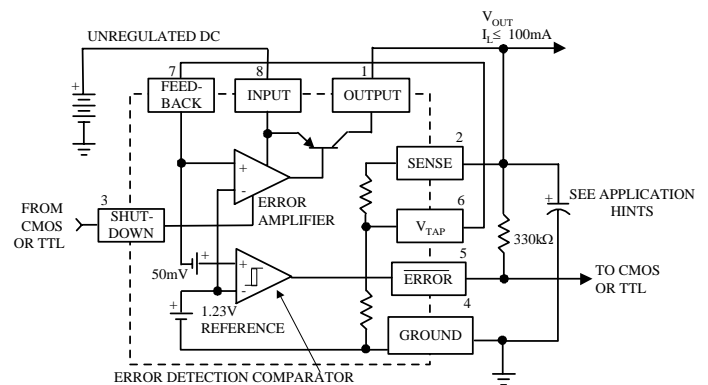 V_OUT
I_L ≤ 100mA
UNREGULATED DC
7
8
1
FEED-
BACK
INPUT
OUTPUT
2
SENSE
+
+
-
ERROR
AMPLIFIER
3
FROM
CMOS
OR TTL
SHUT-
DOWN
6
V_TAP
+
SEE APPLICATION
HINTS
330kΩ
+
50mV
+
-
5
ERROR
TO CMOS
OR TTL
+
1.23V
REFERENCE
4
GROUND
ERROR DETECTION COMPARATOR